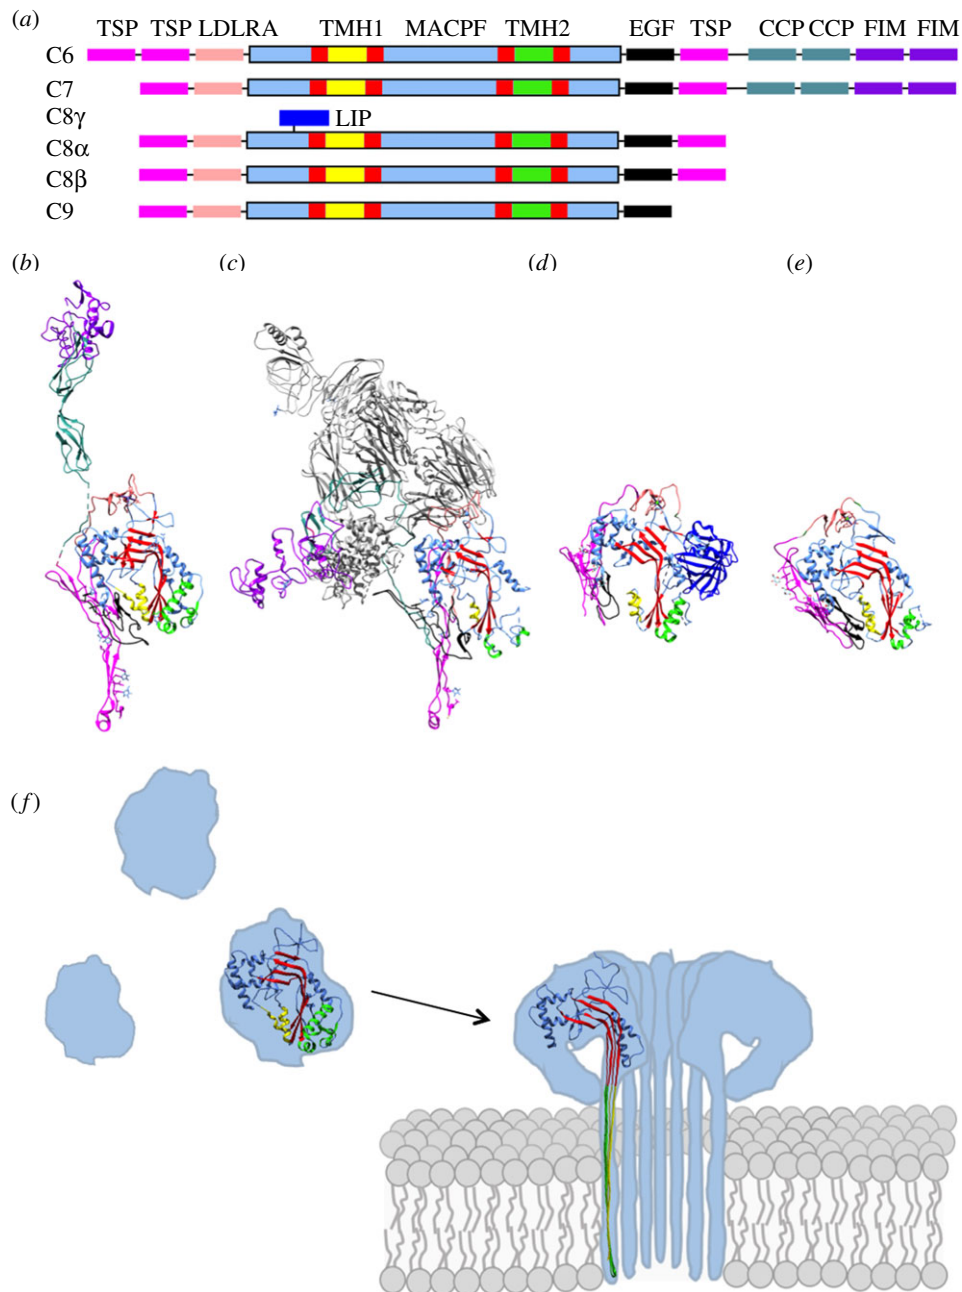 (a)
TSP TSP LDLRA TMH1 MACPF TMH2 EGF TSP CCP CCP FIM FIM
C6
C7
C8γ LIP
C8α
C8β
C9
(b) (c) (d) (e)
(f)